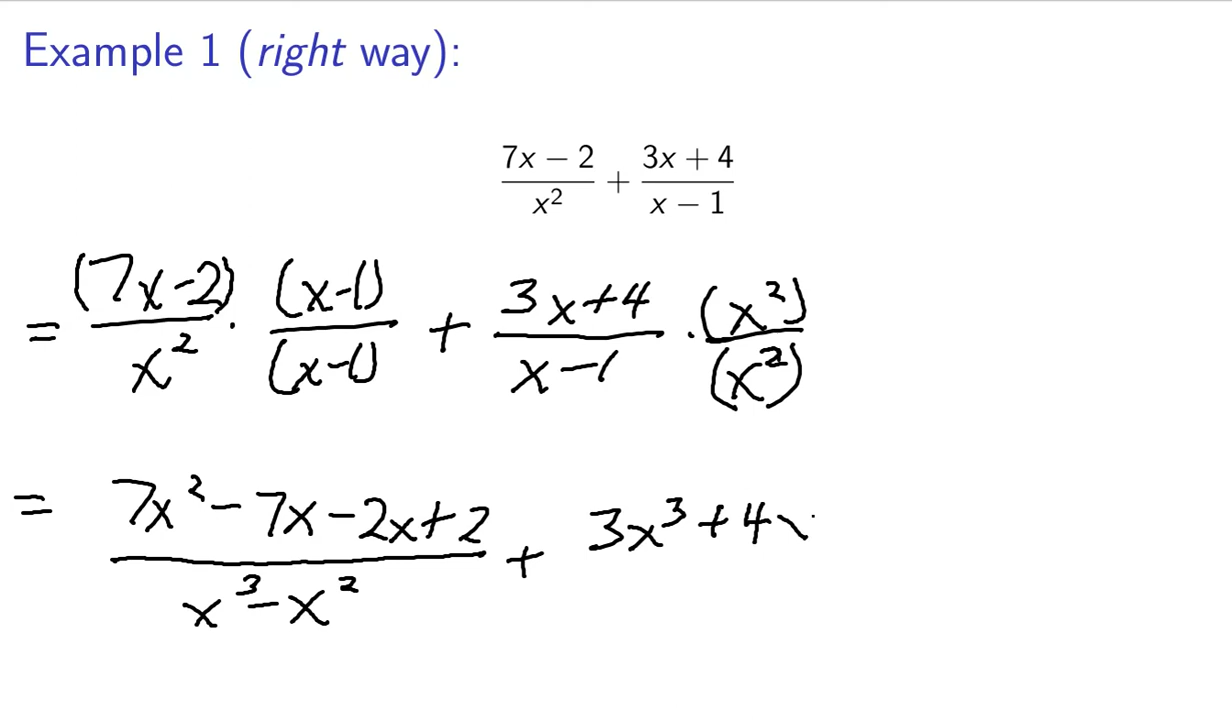 Example 1 (right way):
7x − 2 / x² + 3x + 4 / x − 1
= (7x-2) / x² · (x-1) / (x-1) + 3x+4 / x-1 · (x²) / (x²)
= 7x² - 7x - 2x + 2 / x³ - x² + 3x³ + 4